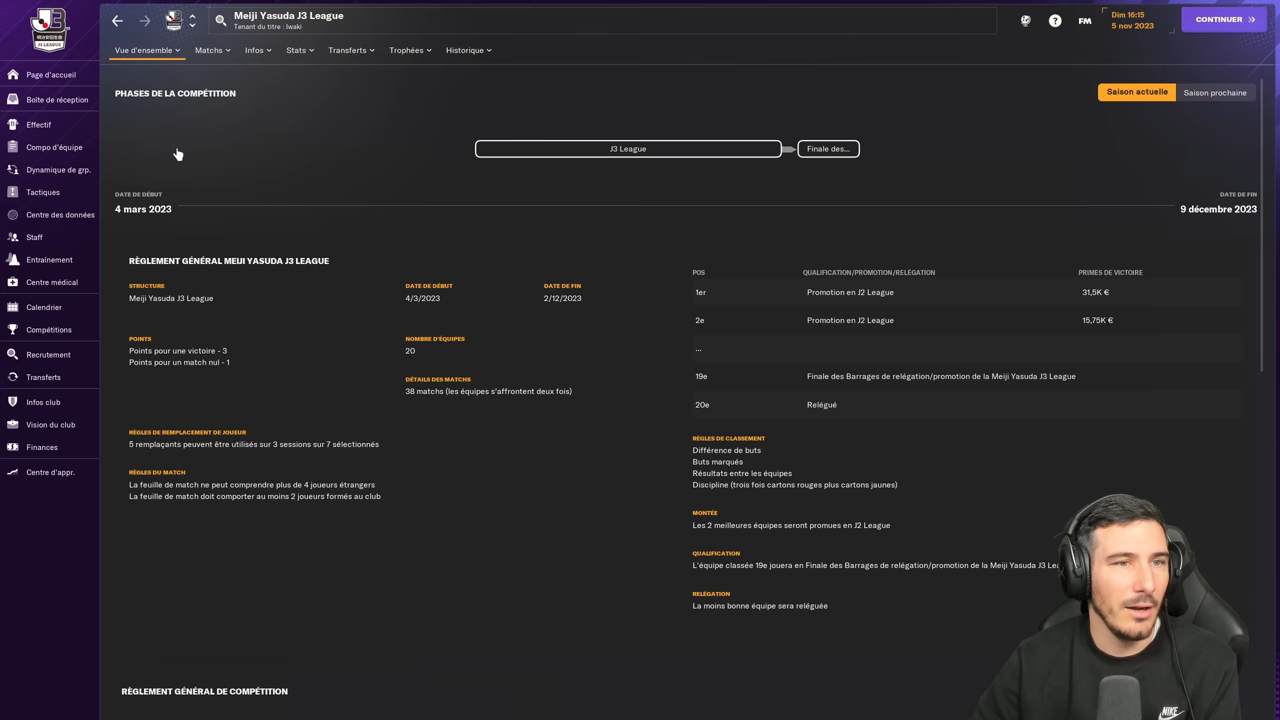 Meiji Yasuda J3 League
Tenant du titre : Iwaki
Dim 16:15
5 nov 2023
CONTINUER
FM
J3 LEAGUE
Vue d'ensemble
Matchs
Infos
Stats
Transferts
Trophées
Historique
Page d'accueil
Boîte de réception
Effectif
Compo d'équipe
Dynamique de grp.
Tactiques
Centre des données
Staff
Entraînement
Centre médical
Calendrier
Compétitions
Recrutement
Transferts
Infos club
Vision du club
Finances
Centre d'appr.
PHASES DE LA COMPÉTITION
Saison actuelle
Saison prochaine
J3 League
Finale des...
DATE DE DÉBUT
4 mars 2023
DATE DE FIN
9 décembre 2023
RÈGLEMENT GÉNÉRAL MEIJI YASUDA J3 LEAGUE
STRUCTURE
Meiji Yasuda J3 League
DATE DE DÉBUT
4/3/2023
DATE DE FIN
2/12/2023
POINTS
Points pour une victoire - 3
Points pour un match nul - 1
NOMBRE D'ÉQUIPES
20
DÉTAILS DES MATCHS
38 matchs (les équipes s'affrontent deux fois)
RÈGLES DE REMPLACEMENT DE JOUEUR
5 remplaçants peuvent être utilisés sur 3 sessions sur 7 sélectionnés
RÈGLES DU MATCH
La feuille de match ne peut comprendre plus de 4 joueurs étrangers
La feuille de match doit comporter au moins 2 joueurs formés au club
POS QUALIFICATION/PROMOTION/RELÉGATION PRIMES DE VICTOIRE
1er Promotion en J2 League 31,5K €
2e Promotion en J2 League 15,75K €
...
19e Finale des Barrages de relégation/promotion de la Meiji Yasuda J3 League
20e Relégué
RÈGLES DE CLASSEMENT
Différence de buts
Buts marqués
Résultats entre les équipes
Discipline (trois fois cartons rouges plus cartons jaunes)
MONTÉE
Les 2 meilleures équipes seront promues en J2 League
QUALIFICATION
L'équipe classée 19e jouera en Finale des Barrages de relégation/promotion de la Meiji Yasuda J3 Lea
RELÉGATION
La moins bonne équipe sera reléguée
NIKE
RÈGLEMENT GÉNÉRAL DE COMPÉTITION